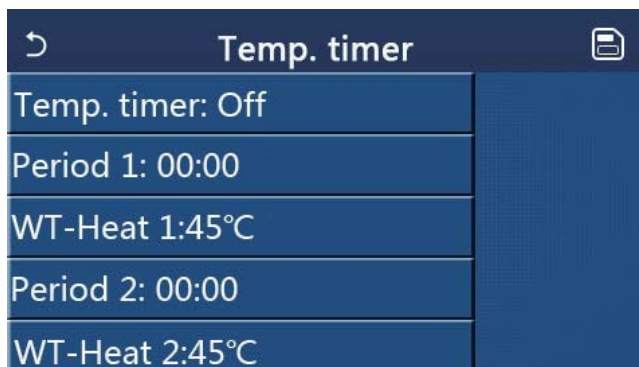 Temp. timer
Temp. timer: Off
Period 1: 00:00
WT-Heat 1:45℃
Period 2: 00:00
WT-Heat 2:45℃